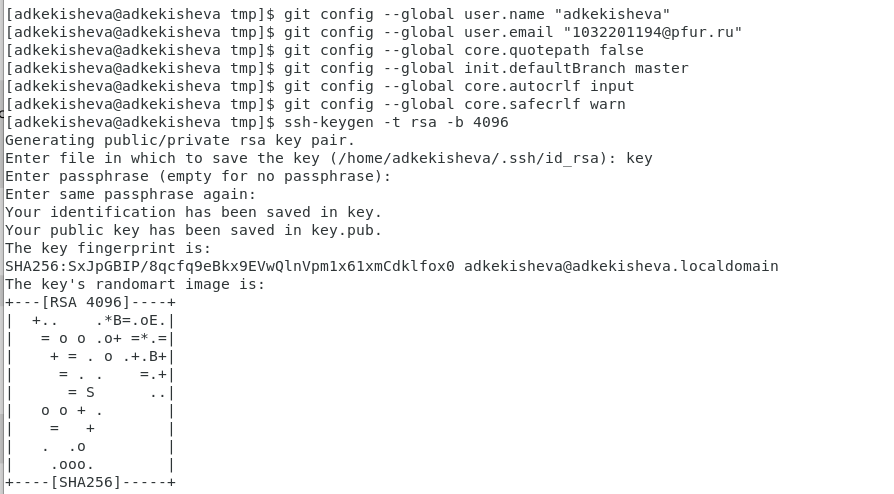 [adkekisheva@adkekisheva tmp]$ git config --global user.name "adkekisheva"
[adkekisheva@adkekisheva tmp]$ git config --global user.email "1032201194@pfur.ru"
[adkekisheva@adkekisheva tmp]$ git config --global core.quotepath false
[adkekisheva@adkekisheva tmp]$ git config --global init.defaultBranch master
[adkekisheva@adkekisheva tmp]$ git config --global core.autocrlf input
[adkekisheva@adkekisheva tmp]$ git config --global core.safecrlf warn
[adkekisheva@adkekisheva tmp]$ ssh-keygen -t rsa -b 4096
Generating public/private rsa key pair.
Enter file in which to save the key (/home/adkekisheva/.ssh/id_rsa): key
Enter passphrase (empty for no passphrase):
Enter same passphrase again:
Your identification has been saved in key.
Your public key has been saved in key.pub.
The key fingerprint is:
SHA256:SxJpGBIP/8qcfq9eBkx9EVwQlnVpm1x61xmCdklfox0 adkekisheva@adkekisheva.localdomain
The key's randomart image is:
+---[RSA 4096]----+
|  +..    .*B=.oE.|
|   = o o .o+ =*.=|
|    + = . o .+.B+|
|     = . .    =.+|
|      = S      ..|
|   o o + .       |
|    =   +        |
|   .  .o         |
|    .ooo.        |
+----[SHA256]-----+